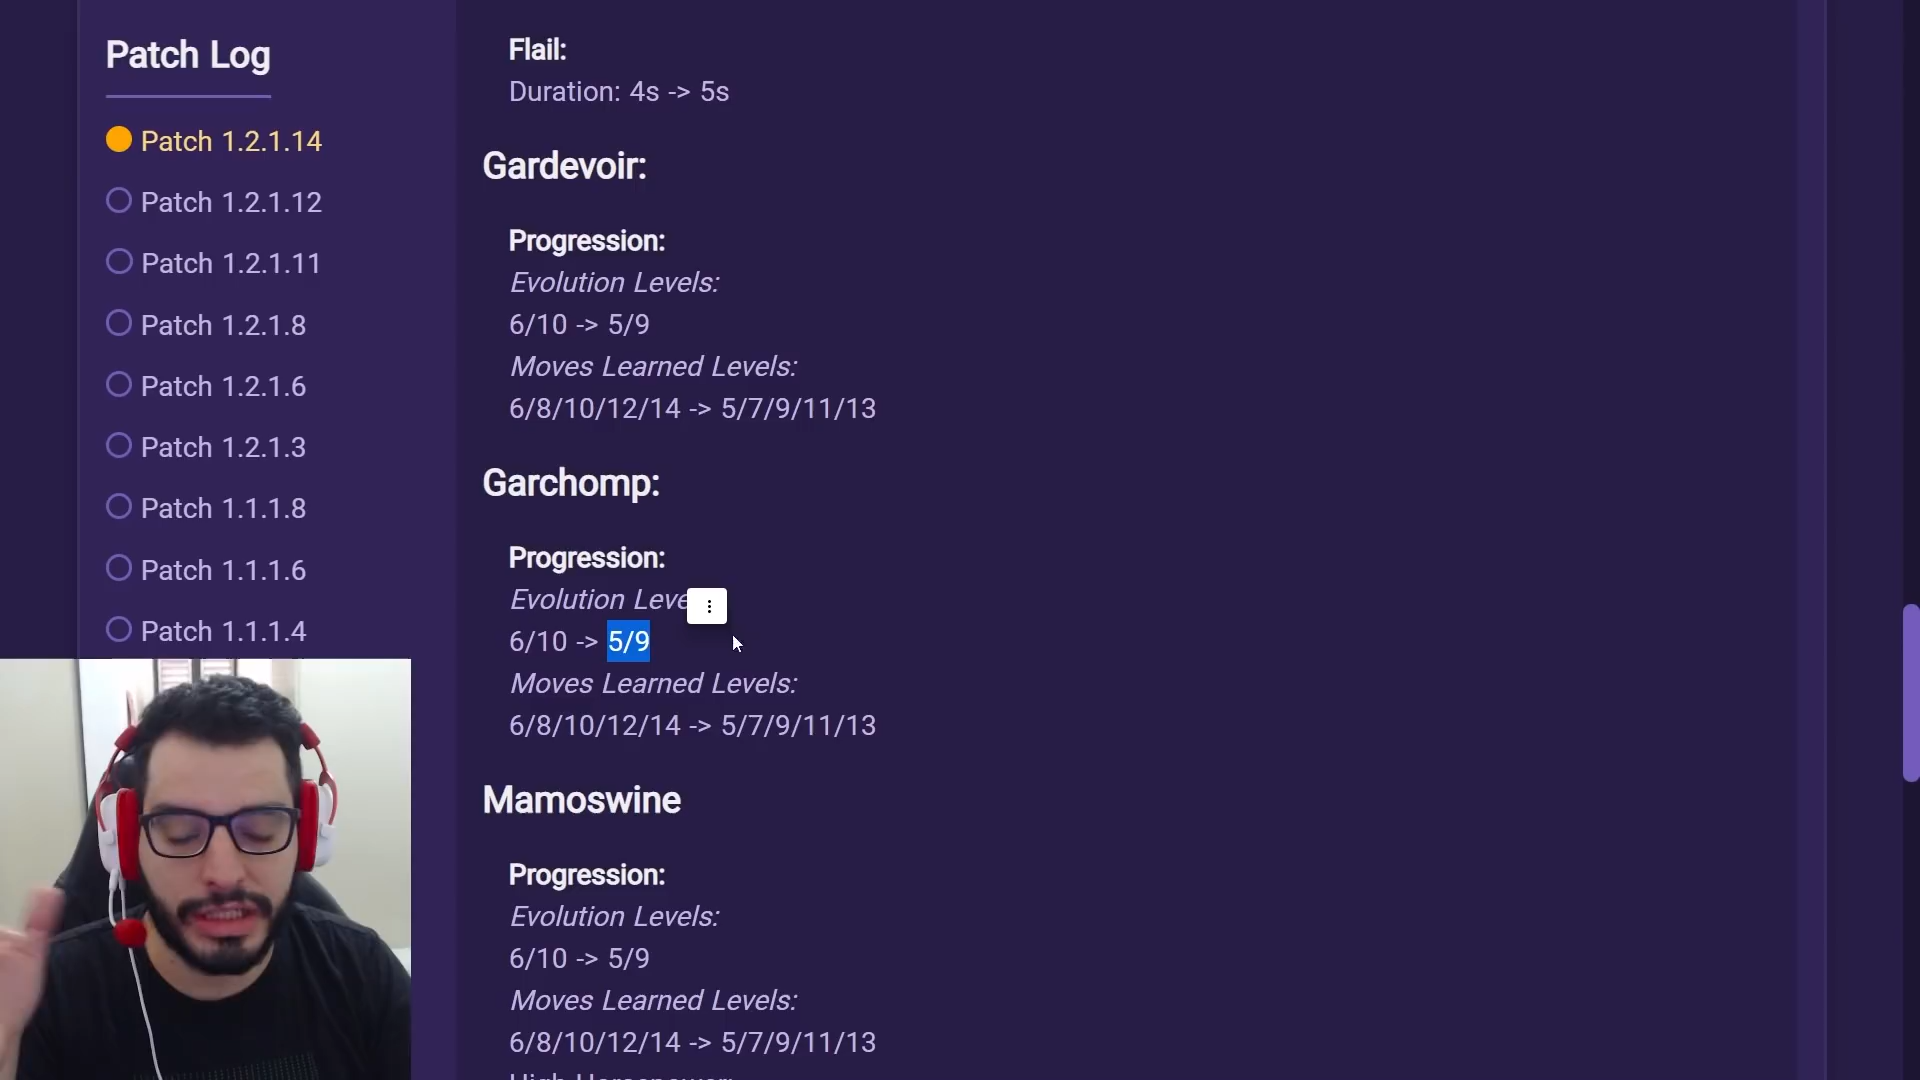 Patch Log
Patch 1.2.1.14
Patch 1.2.1.12
Patch 1.2.1.11
Patch 1.2.1.8
Patch 1.2.1.6
Patch 1.2.1.3
Patch 1.1.1.8
Patch 1.1.1.6
Patch 1.1.1.4
Flail:
Duration: 4s -> 5s
Gardevoir:
Progression:
Evolution Levels:
6/10 -> 5/9
Moves Learned Levels:
6/8/10/12/14 -> 5/7/9/11/13
Garchomp:
Progression:
Evolution Leve
6/10 -> 5/9
Moves Learned Levels:
6/8/10/12/14 -> 5/7/9/11/13
Mamoswine
Progression:
Evolution Levels:
6/10 -> 5/9
Moves Learned Levels:
6/8/10/12/14 -> 5/7/9/11/13